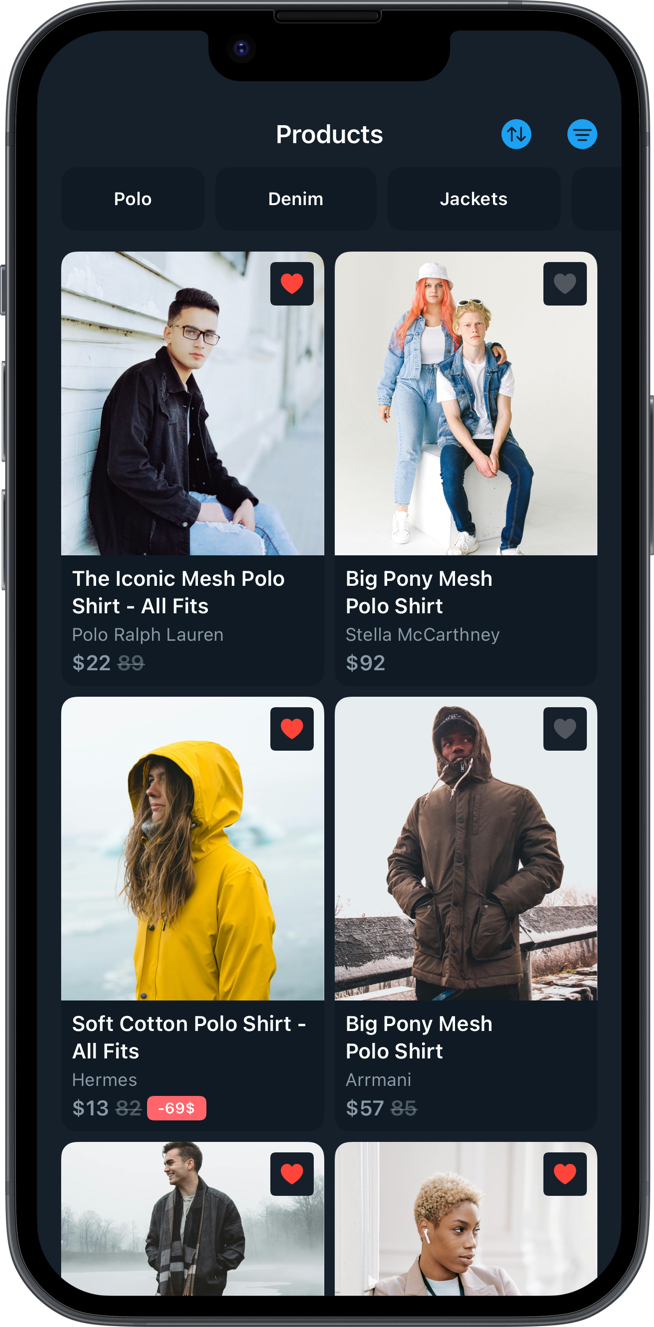 Products
Polo
Denim
Jackets
The Iconic Mesh Polo
Shirt - All Fits
Polo Ralph Lauren
$22 89
Big Pony Mesh
Polo Shirt
Stella McCarthney
$92
Soft Cotton Polo Shirt -
All Fits
Hermes
$13 82 -69$
Big Pony Mesh
Polo Shirt
Arrmani
$57 85